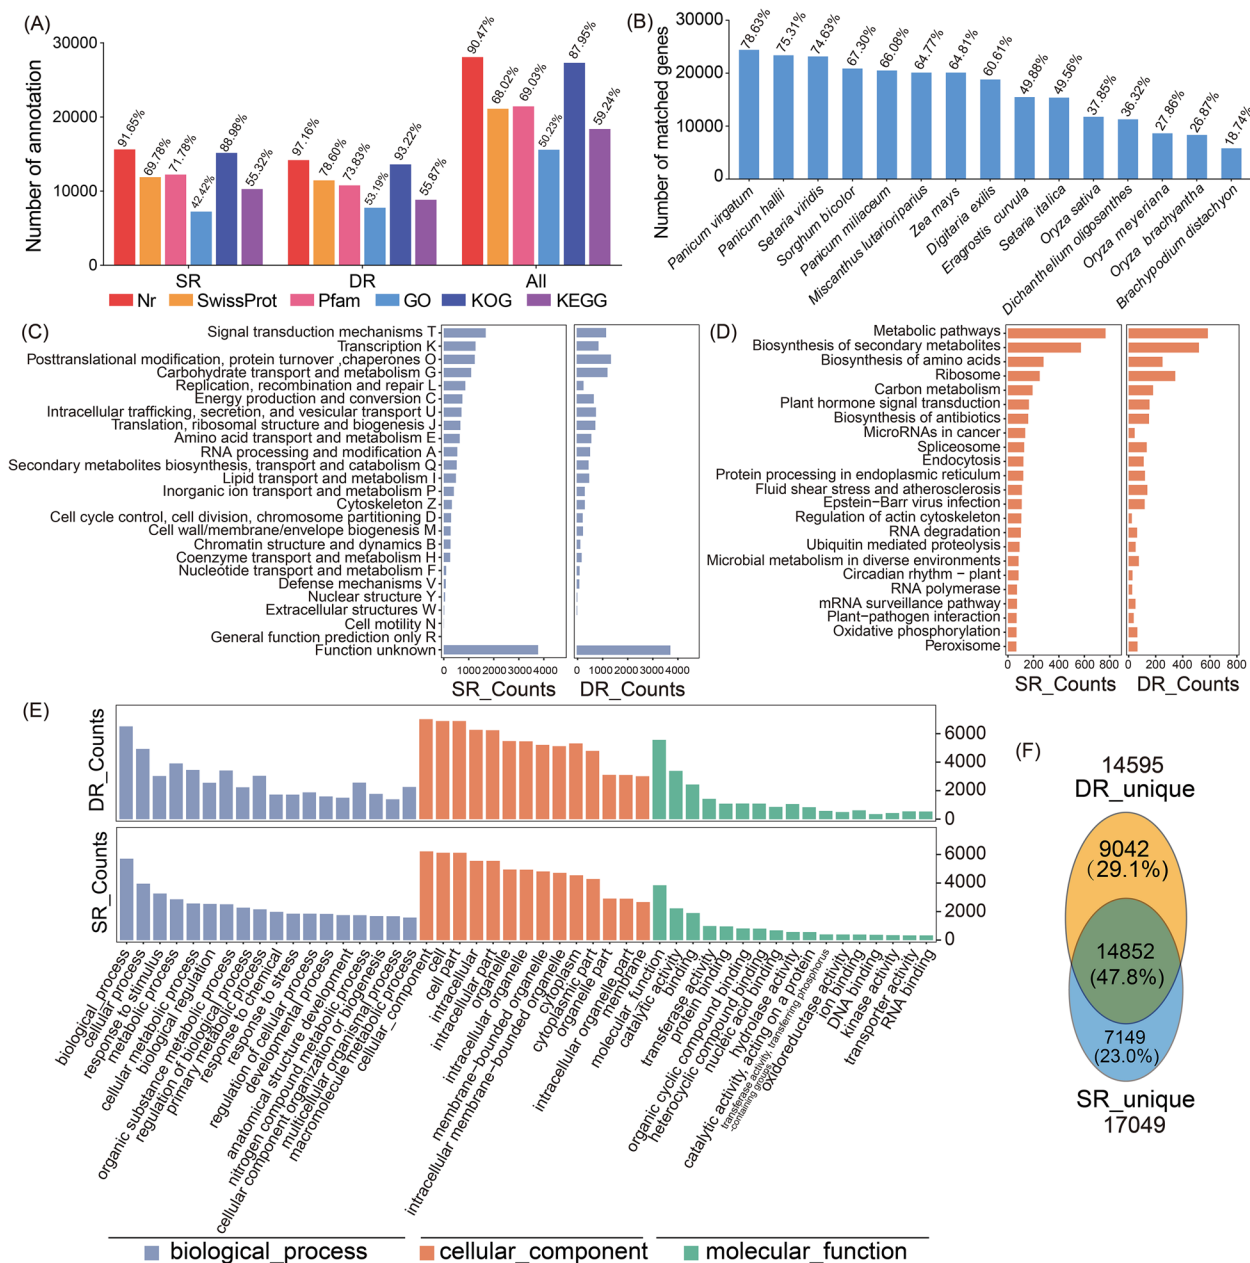 (A)
Number of annotation
30000
20000
10000
0
91.65%
69.78%
71.78%
42.42%
88.98%
55.32%
97.16%
78.60%
73.83%
53.19%
93.22%
55.87%
90.47%
68.02%
69.03%
50.23%
87.95%
59.24%
SR DR All
Nr SwissProt Pfam GO KOG KEGG
(B)
Number of matched genes
30000
20000
10000
0
78.63%
75.31%
74.63%
67.30%
66.08%
64.77%
64.81%
60.61%
49.88%
49.56%
37.85%
36.32%
27.86%
26.87%
18.74%
Panicum virgatum
Panicum hallii
Setaria viridis
Sorghum bicolor
Panicum miliaceum
Miscanthus lutarioriparius
Zea mays
Digitaria exilis
Eragrostis curvula
Setaria italica
Oryza sativa
Dichanthelium oligosanthes
Oryza meyeriana
Oryza brachyantha
Brachypodium distachyon
(C)
Signal transduction mechanisms T
Transcription K
Posttranslational modification, protein turnover ,chaperones O
Carbohydrate transport and metabolism G
Replication, recombination and repair L
Energy production and conversion C
Intracellular trafficking, secretion, and vesicular transport U
Translation, ribosomal structure and biogenesis J
Amino acid transport and metabolism E
RNA processing and modification A
Secondary metabolites biosynthesis, transport and catabolism Q
Lipid transport and metabolism I
Inorganic ion transport and metabolism P
Cytoskeleton Z
Cell cycle control, cell division, chromosome partitioning D
Cell wall/membrane/envelope biogenesis M
Chromatin structure and dynamics B
Coenzyme transport and metabolism H
Nucleotide transport and metabolism F
Defense mechanisms V
Nuclear structure Y
Extracellular structures W
Cell motility N
General function prediction only R
Function unknown
0 1000 2000 3000 4000
0 1000 2000 3000 4000
SR_Counts DR_Counts
(D)
Metabolic pathways
Biosynthesis of secondary metabolites
Biosynthesis of amino acids
Ribosome
Carbon metabolism
Plant hormone signal transduction
Biosynthesis of antibiotics
MicroRNAs in cancer
Spliceosome
Endocytosis
Protein processing in endoplasmic reticulum
Fluid shear stress and atherosclerosis
Epstein−Barr virus infection
Regulation of actin cytoskeleton
RNA degradation
Ubiquitin mediated proteolysis
Microbial metabolism in diverse environments
Circadian rhythm − plant
RNA polymerase
mRNA surveillance pathway
Plant−pathogen interaction
Oxidative phosphorylation
Peroxisome
0 200 400 600 800
0 200 400 600 800
SR_Counts DR_Counts
(E)
DR_Counts
6000
4000
2000
0
SR_Counts
6000
4000
2000
0
biological_process
cellular process
response to stimulus
metabolic process
cellular metabolic process
biological regulation
organic substance metabolic process
regulation of biological process
primary metabolic process
response to chemical
response to stress
regulation of cellular process
developmental process
anatomical structure development
nitrogen compound metabolic process
cellular component organization or biogenesis
multicellular organismal process
macromolecule metabolic process
cellular_component
cell
cell part
intracellular
intracellular part
organelle
intracellular organelle
membrane−bounded organelle
intracellular membrane−bounded organelle
cytoplasm
cytoplasmic part
organelle part
intracellular organelle part
membrane
molecular_function
catalytic activity
binding
transferase activity
protein binding
organic cyclic compound binding
heterocyclic compound binding
nucleic acid binding
hydrolase activity
catalytic activity, acting on a protein
transferase activity, transferring phosphorus
-containing groups
oxidoreductase activity
ion binding
DNA binding
kinase activity
transporter activity
RNA binding
biological_process cellular_component molecular_function
(F)
14595
DR_unique
9042
(29.1%)
14852
(47.8%)
7149
(23.0%)
SR_unique
17049